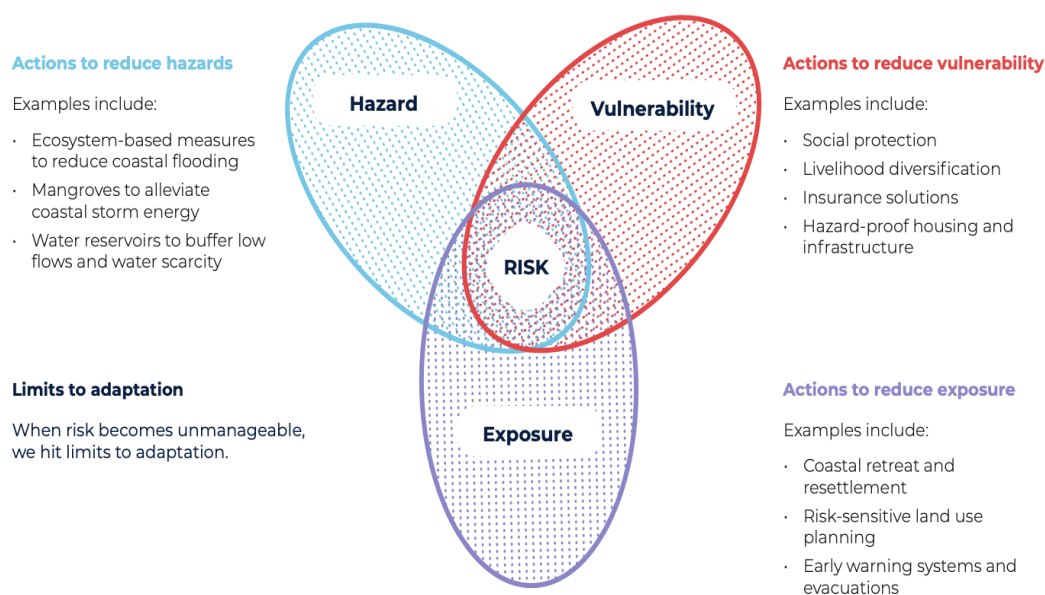 Actions to reduce hazards
Examples include:
• Ecosystem-based measures
to reduce coastal flooding
• Mangroves to alleviate
coastal storm energy
• Water reservoirs to buffer low
flows and water scarcity
Hazard
Vulnerability
RISK
Exposure
Actions to reduce vulnerability
Examples include:
• Social protection
• Livelihood diversification
• Insurance solutions
• Hazard-proof housing and
infrastructure
Limits to adaptation
When risk becomes unmanageable,
we hit limits to adaptation.
Actions to reduce exposure
Examples include:
• Coastal retreat and
resettlement
• Risk-sensitive land use
planning
• Early warning systems and
evacuations